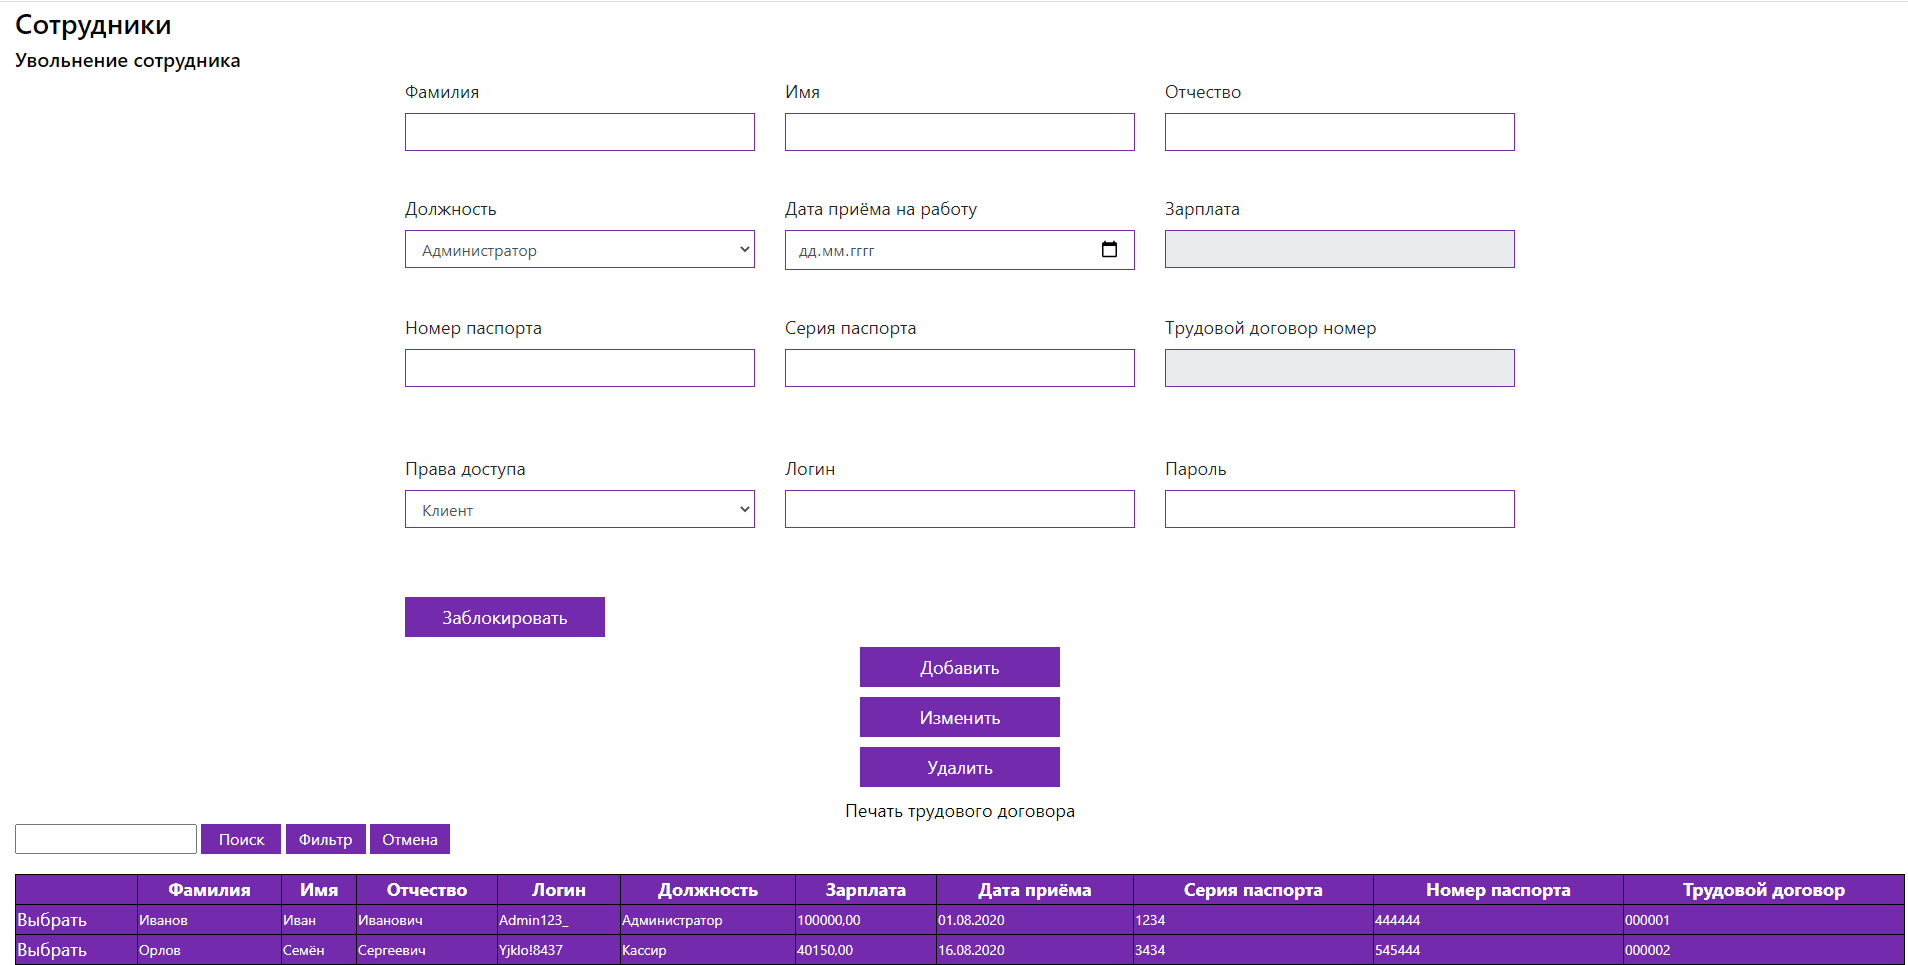 Сотрудники
Увольнение сотрудника
Фамилия Имя Отчество
Должность Дата приёма на работу Зарплата
Администратор дд.мм.гггг
Номер паспорта Серия паспорта Трудовой договор номер
Права доступа Логин Пароль
Клиент
Заблокировать
Добавить
Изменить
Удалить
Печать трудового договора
Поиск Фильтр Отмена
Фамилия Имя Отчество Логин Должность Зарплата Дата приёма Серия паспорта Номер паспорта Трудовой договор
Выбрать Иванов Иван Иванович Admin123_ Администратор 100000,00 01.08.2020 1234 444444 000001
Выбрать Орлов Семён Сергеевич Yjklo!8437 Кассир 40150,00 16.08.2020 3434 545444 000002